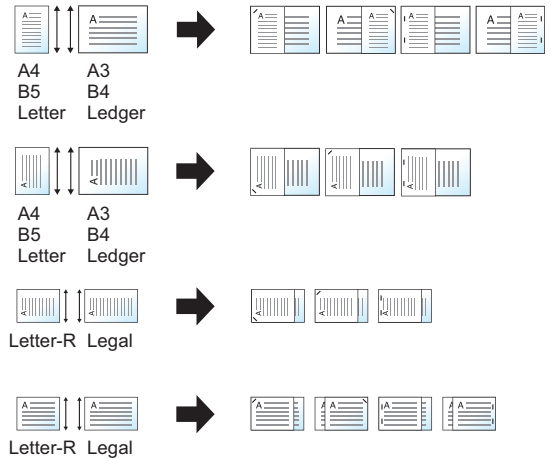 A A A A A A
A4 A3
B5 B4
Letter Ledger
A A A A A
A4 A3
B5 B4
Letter Ledger
A A A A A
Letter-R Legal
A A A A A A A A
Letter-R Legal